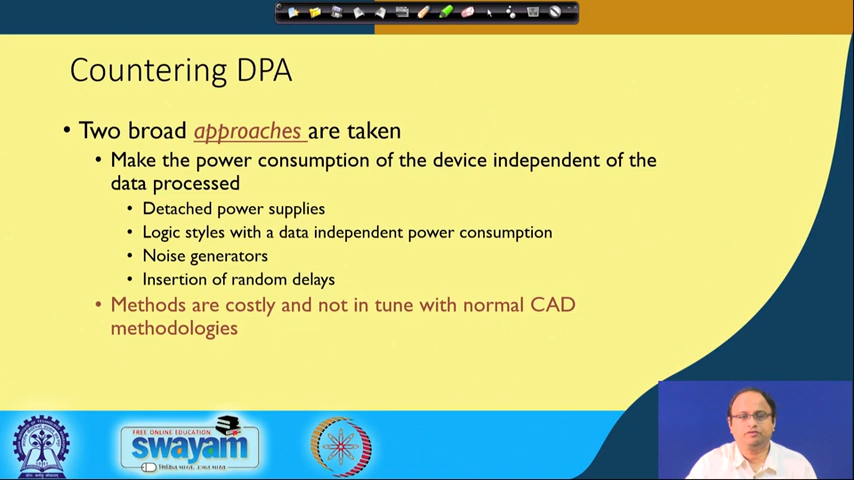 Countering DPA
• Two broad approaches are taken
• Make the power consumption of the device independent of the
data processed
• Detached power supplies
• Logic styles with a data independent power consumption
• Noise generators
• Insertion of random delays
• Methods are costly and not in tune with normal CAD
methodologies
FREE ONLINE EDUCATION
swayam